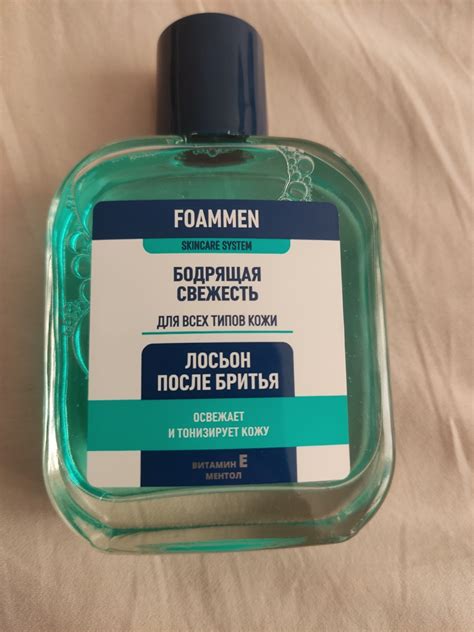 FOAMMEN
SKINCARE SYSTEM
БОДРЯЩАЯ
СВЕЖЕСТЬ
ДЛЯ ВСЕХ ТИПОВ КОЖИ
ЛОСЬОН
ПОСЛЕ БРИТЬЯ
ОСВЕЖАЕТ
И ТОНИЗИРУЕТ КОЖУ
ВИТАМИН E
МЕНТОЛ